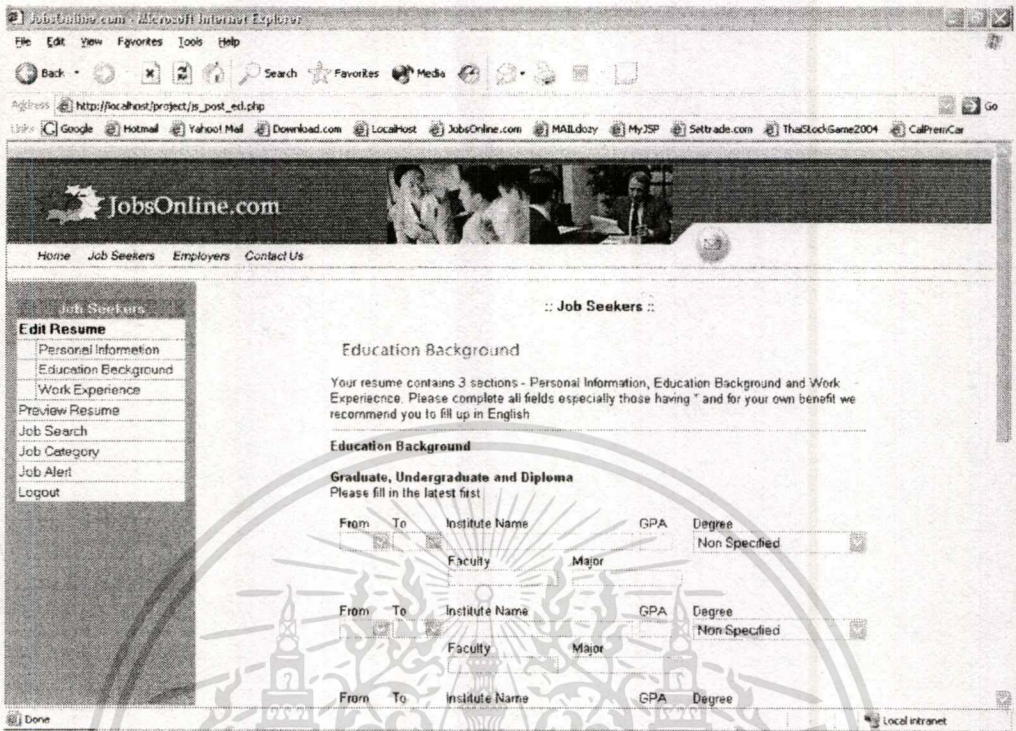 JobsOnline.com - Microsoft Internet Explorer
File Edit View Favorites Tools Help
Back Search Favorites Media
Address http://localhost/project/js_post_ed.php Go
Links Google Hotmail Yahoo! Mail Download.com LocalHost JobsOnline.com MAILdozy MyJSP Settrade.com ThaiStockGame2004 CalPremCar
JobsOnline.com
Home Job Seekers Employers Contact Us
Job Seekers
Edit Resume
Personal Information
Education Background
Work Experience
Preview Resume
Job Search
Job Category
Job Alert
Logout
:: Job Seekers ::
Education Background
Your resume contains 3 sections - Personal Information, Education Background and Work
Experiecnce. Please complete all fields especially those having * and for your own benefit we
recommend you to fill up in English
Education Background
Graduate, Undergraduate and Diploma
Please fill in the latest first
From To Institute Name GPA Degree
Non Specified
Faculty Major
From To Institute Name GPA Degree
Non Specified
Faculty Major
From To Institute Name GPA Degree
Done Local intranet